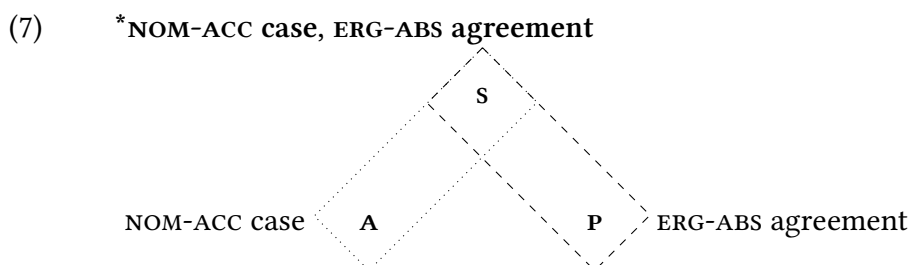 (7) *NOM-ACC case, ERG-ABS agreement
S
NOM-ACC case A P ERG-ABS agreement